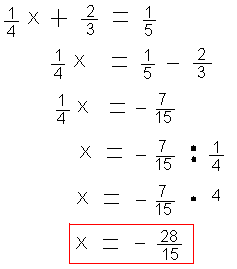 1/4 x + 2/3 = 1/5
1/4 x = 1/5 - 2/3
1/4 x = - 7/15
x = - 7/15 : 1/4
x = - 7/15 · 4
x = - 28/15